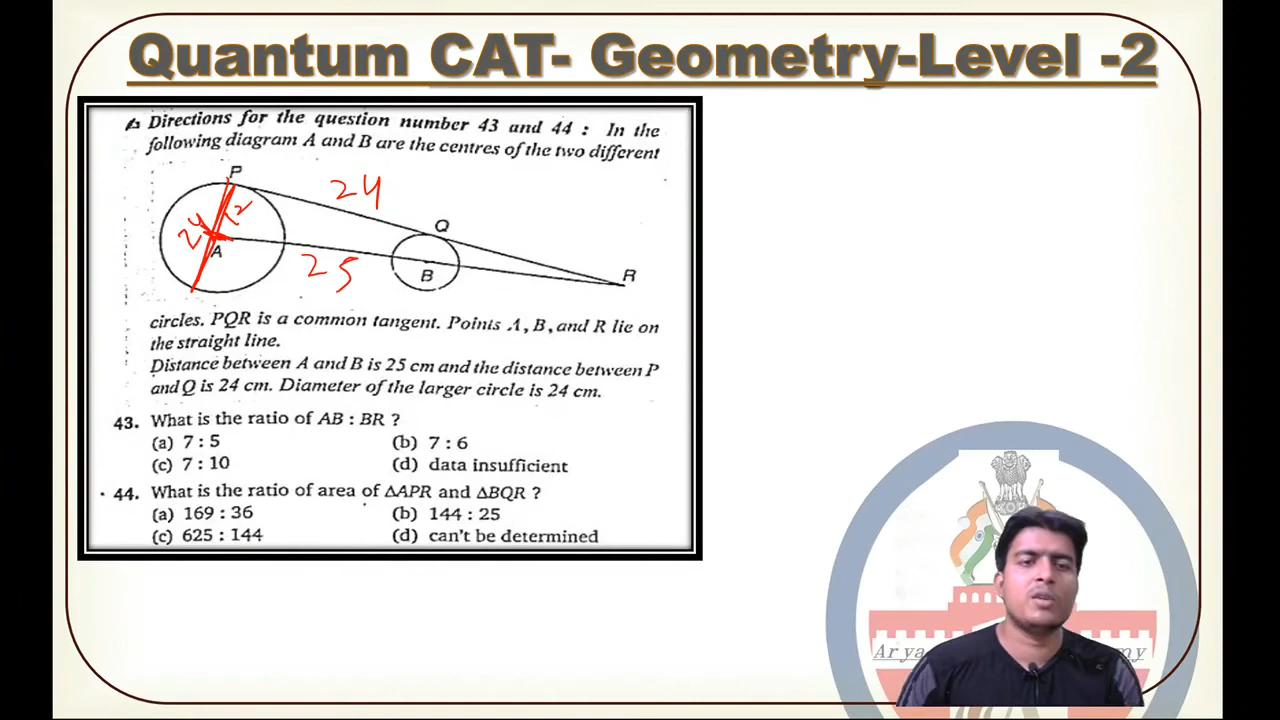 Quantum CAT- Geometry-Level -2
Directions for the question number 43 and 44 : In the
following diagram A and B are the centres of the two different
P
24
12
24
Q
A
25
B
R
circles. PQR is a common tangent. Points A, B, and R lie on
the straight line.
Distance between A and B is 25 cm and the distance between P
and Q is 24 cm. Diameter of the larger circle is 24 cm.
43. What is the ratio of AB : BR ?
(a) 7 : 5 (b) 7 : 6
(c) 7 : 10 (d) data insufficient
44. What is the ratio of area of ΔAPR and ΔBQR ?
(a) 169 : 36 (b) 144 : 25
(c) 625 : 144 (d) can't be determined
Arya
my